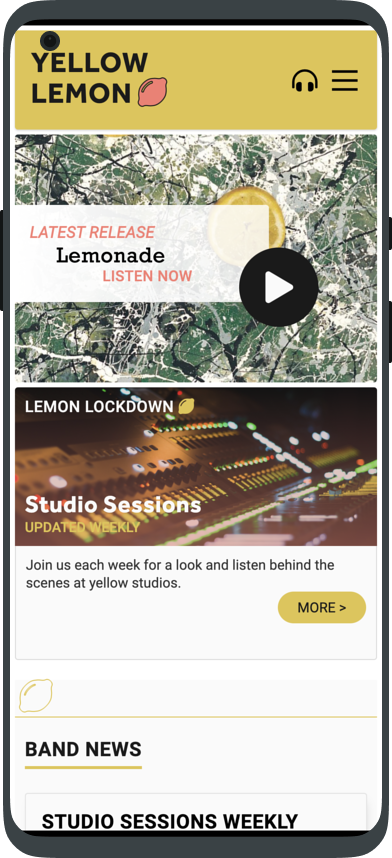 YELLOW
LEMON
LATEST RELEASE
Lemonade
LISTEN NOW
LEMON LOCKDOWN
Studio Sessions
UPDATED WEEKLY
Join us each week for a look and listen behind the
scenes at yellow studios.
MORE >
BAND NEWS
STUDIO SESSIONS WEEKLY